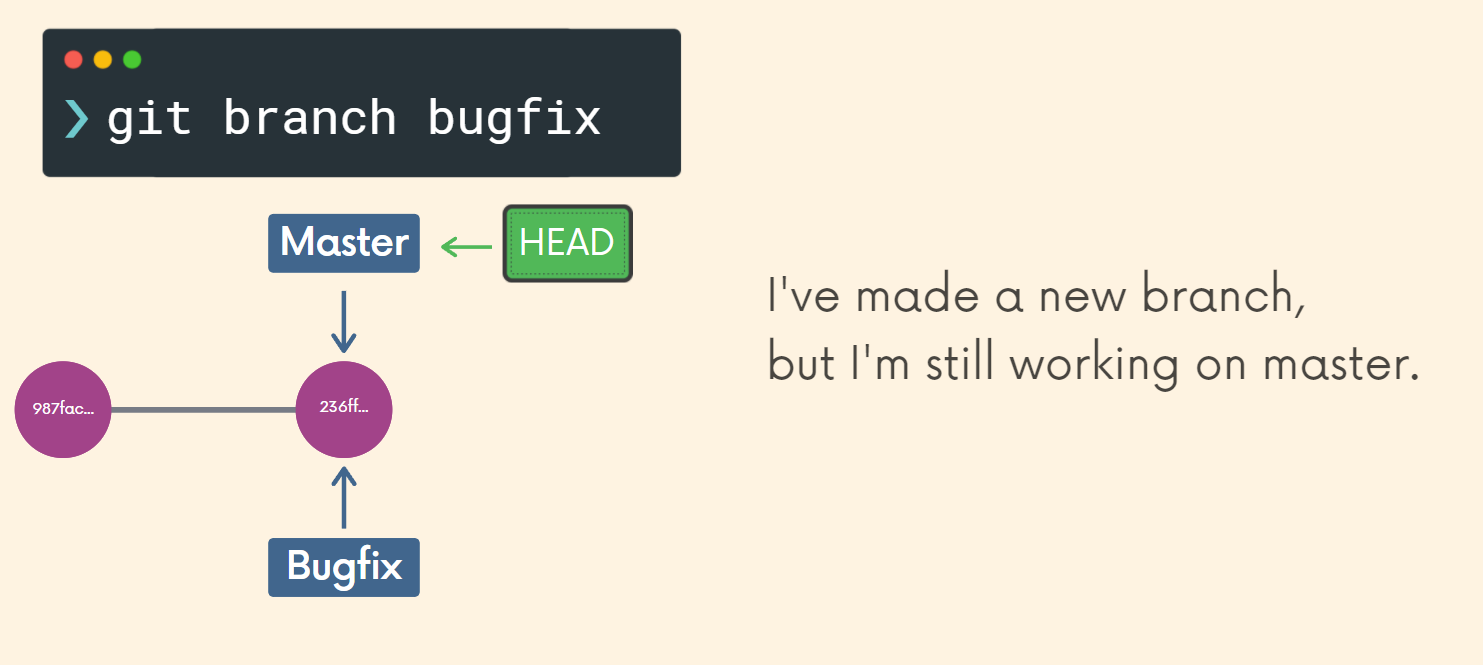 ❯ git branch bugfix
Master
HEAD
I've made a new branch,
but I'm still working on master.
987fac...
236ff...
Bugfix